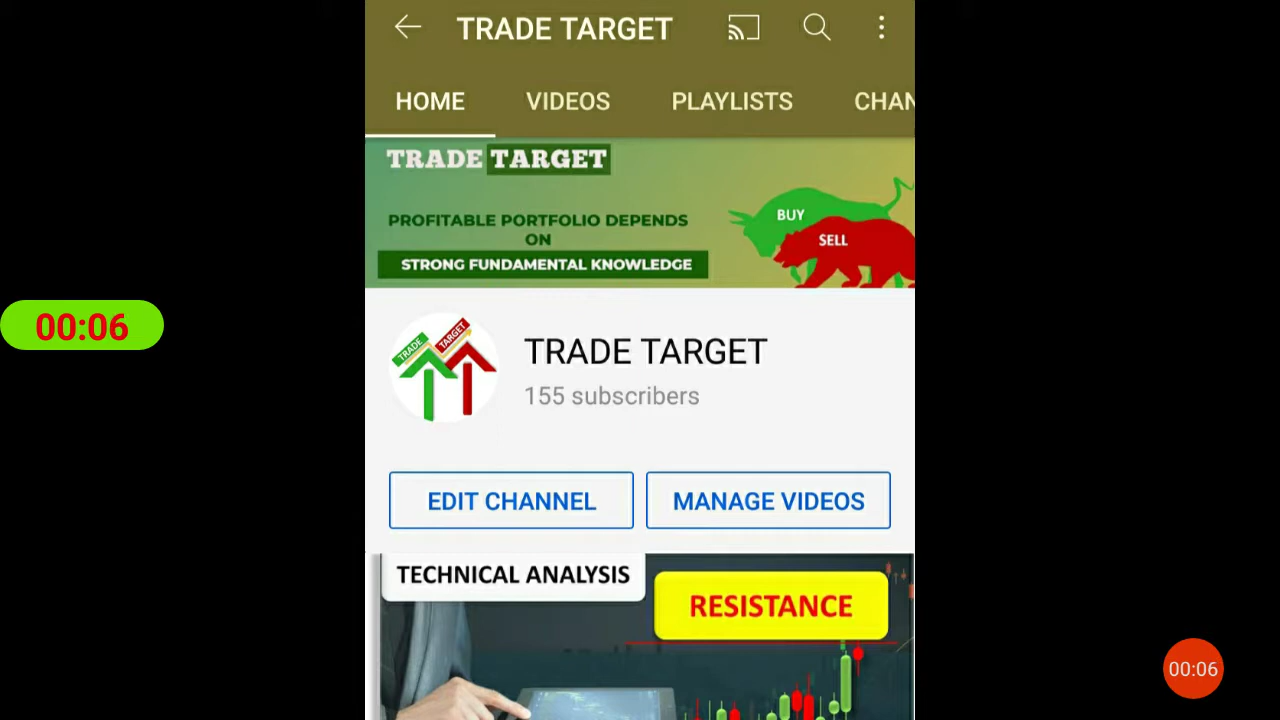 TRADE TARGET
HOME VIDEOS PLAYLISTS CHAN
TRADE TARGET
PROFITABLE PORTFOLIO DEPENDS
ON
STRONG FUNDAMENTAL KNOWLEDGE
BUY
SELL
00:06
TRADE TARGET
TRADE TARGET
155 subscribers
EDIT CHANNEL MANAGE VIDEOS
TECHNICAL ANALYSIS
RESISTANCE
00:06